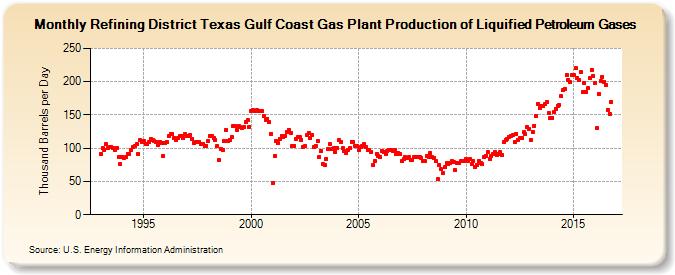 Monthly Refining District Texas Gulf Coast Gas Plant Production of Liquified Petroleum Gases
Thousand Barrels per Day
250
200
150
100
50
0
1995 2000 2005 2010 2015
Source: U.S. Energy Information Administration